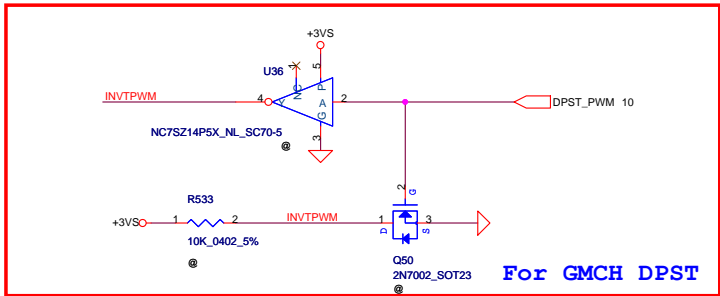 +3VS
U36
1
5
NC
P
INVTPWM
4
Y
A
2
DPST_PWM 10
G
3
NC7SZ14P5X_NL_SC70-5
@
2
G
R533
+3VS
1
2
INVTPWM
1
3
D
S
10K_0402_5%
@
Q50
2N7002_SOT23
@
For GMCH DPST